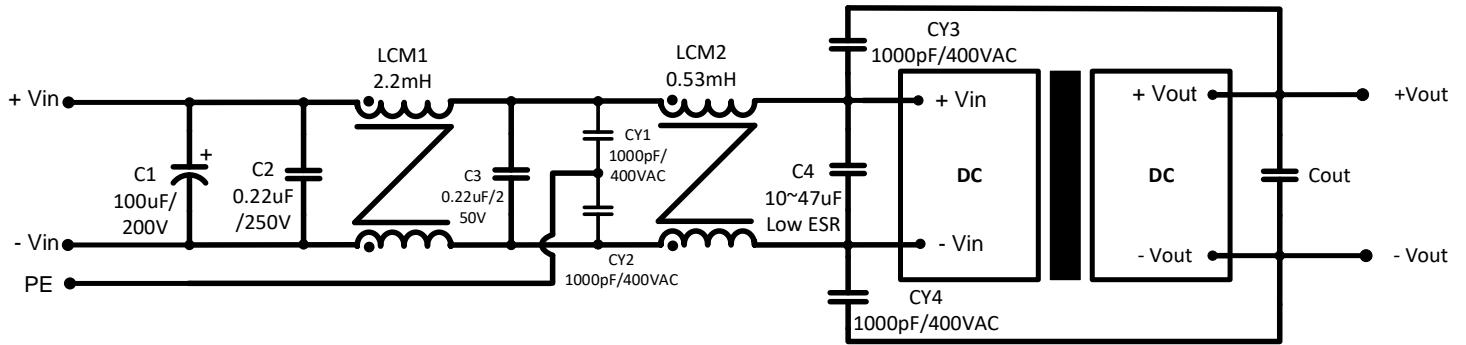 CY3
1000pF/400VAC
LCM1
2.2mH
LCM2
0.53mH
+ Vin
+ Vin
+ Vout
+Vout
+
C1
100uF/
200V
C2
0.22uF
/250V
C3
0.22uF/2
50V
CY1
1000pF/
400VAC
C4
10~47uF
Low ESR
DC
DC
Cout
- Vin
- Vin
- Vout
- Vout
CY2
1000pF/400VAC
PE
CY4
1000pF/400VAC